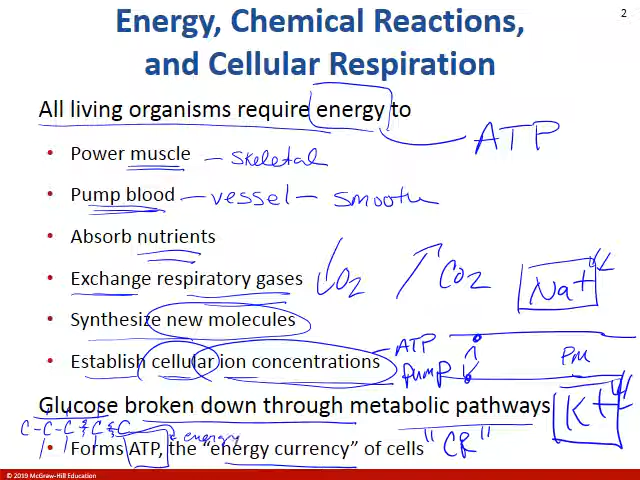 2
Energy, Chemical Reactions,
and Cellular Respiration
All living organisms require energy to
ATP
• Power muscle – skeletal
• Pump blood – vessel – smooth
• Absorb nutrients
• Exchange respiratory gases O2 CO2
Na+
• Synthesize new molecules
• Establish cellular ion concentrations ATP
pump PM
Glucose broken down through metabolic pathways K+
C-C-C C C C energy "CR"
• Forms ATP, the "energy currency" of cells
© 2019 McGraw-Hill Education